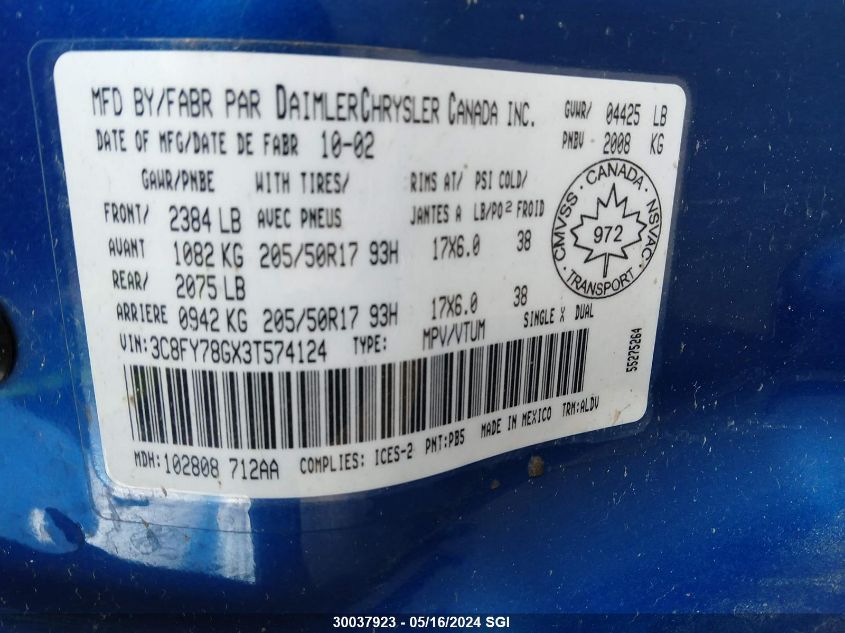 MFD BY/FABR PAR DAIMLERCHRYSLER CANADA INC. GVWR/ 04425 LB
DATE OF MFG/DATE DE FABR 10-02 PNBV 2008 KG
GAWR/PNBE WITH TIRES/ RIMS AT/ PSI COLD/
FRONT/ 2384 LB AVEC PNEUS JANTES A LB/PO2 FROID
AVANT 1082 KG 205/50R17 93H 17X6.0 38
REAR/ 2075 LB
ARRIERE 0942 KG 205/50R17 93H 17X6.0 38
SINGLE X DUAL
VIN:3C8FY78GX3T574124 TYPE: MPV/VTUM
MDH:102808 712AA COMPLIES: ICES-2 PNT:PB5 MADE IN MEXICO TRM:ALDV
CMVSS · CANADA · NSVAC
972
TRANSPORT
55275264
30037923 - 05/16/2024 SGI